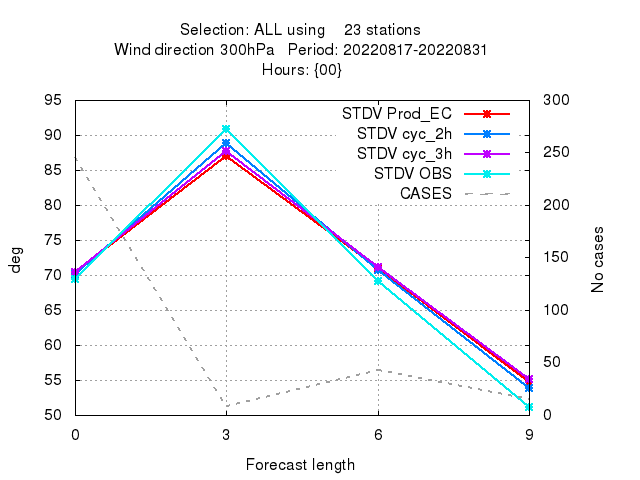 Selection: ALL using 23 stations
Wind direction 300hPa Period: 20220817-20220831
Hours: {00}
95 300
STDV Prod_EC
90
STDV cyc_2h
STDV cyc_3h 250
85
STDV OBS
CASES
80 200
75
deg
No cases
150
70
65 100
60
50
55
50 0
0 3 6 9
Forecast length